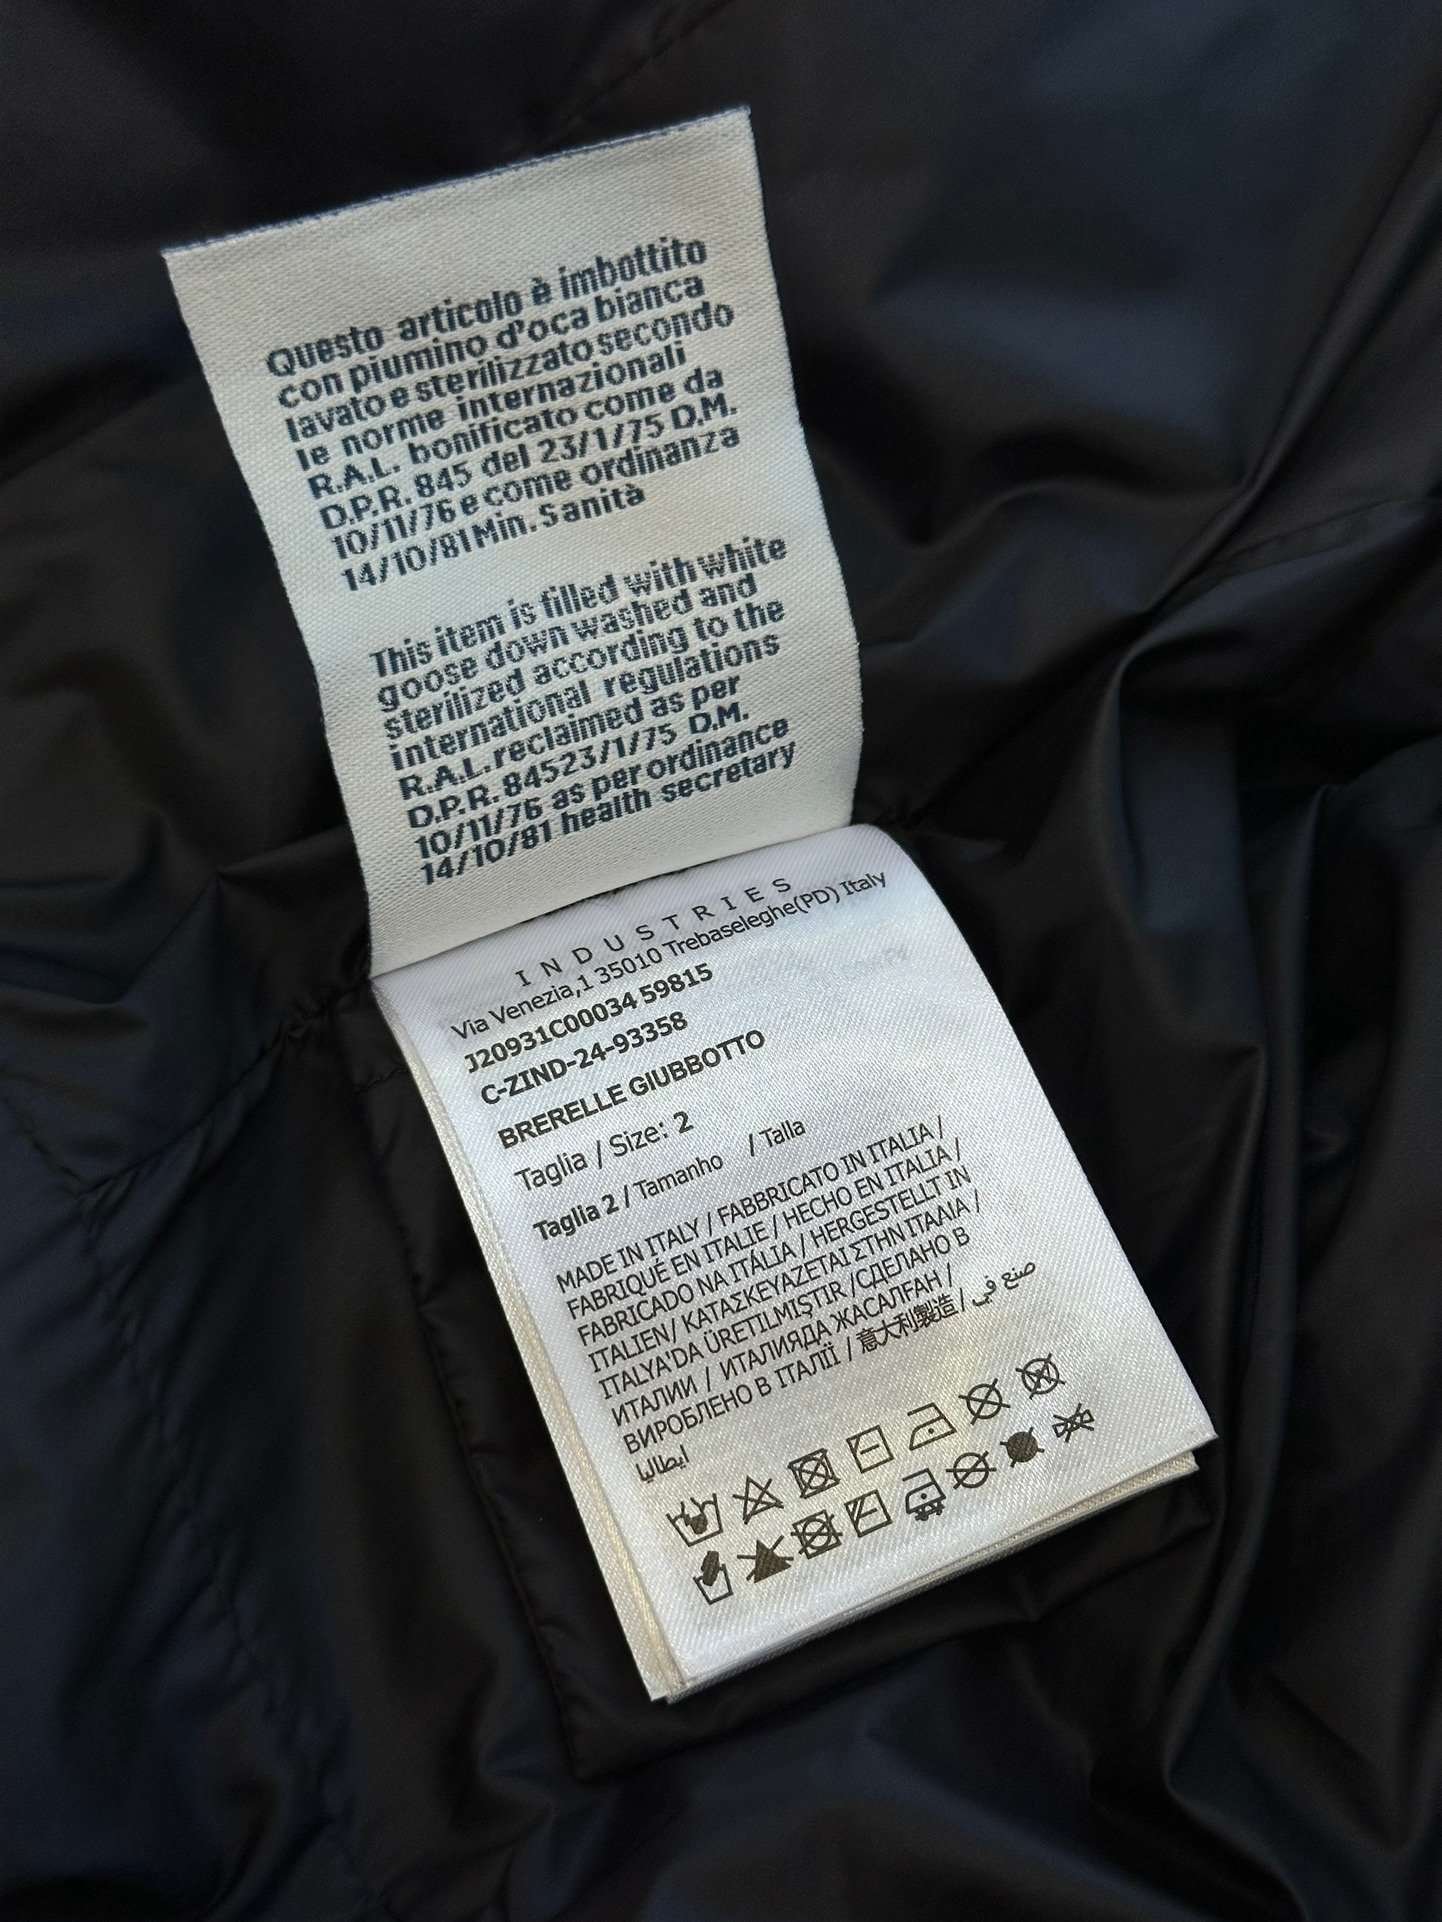 Questo articolo è imbottito
con piumino d'oca bianca
lavato e sterilizzato secondo
le norme internazionali
R.A.L. bonificato come da
D.P.R. 845 del 23/1/75 D.M.
10/11/76 e come ordinanza
14/10/81 Min. Sanità
This item is filled with white
goose down washed and
sterilized according to the
international regulations
R.A.L. reclaimed as per
D.P.R. 84523/1/75 D.M.
10/11/76 as per ordinance
14/10/81 health secretary
INDUSTRIES
Via Venezia,1 35010 Trebaseleghe(PD) Italy
J20931C00034 59815
C-ZIND-24-93358
BRERELLE GIUBBOTTO
Taglia / Size: 2
Taglia 2 / Tamanho / Talla
MADE IN ITALY / FABBRICATO IN ITALIA /
FABRIQUÉ EN ITALIE / HECHO EN ITALIA /
FABRICADO NA ITÁLIA / HERGESTELLT IN
ITALIEN/ ΚΑΤΑΣΚΕΥΑΖΕΤΑΙ ΣΤΗΝ ΙΤΑΛΙΑ /
ITALYA'DA ÜRETILMIŞTIR /СДЕЛАНО В
ИТАЛИИ / ИТАЛИЯДА ЖАСАЛҒАН /
ВИРОБЛЕНО В ІТАЛІЇ / 意大利製造 / صنع في
ايطاليا